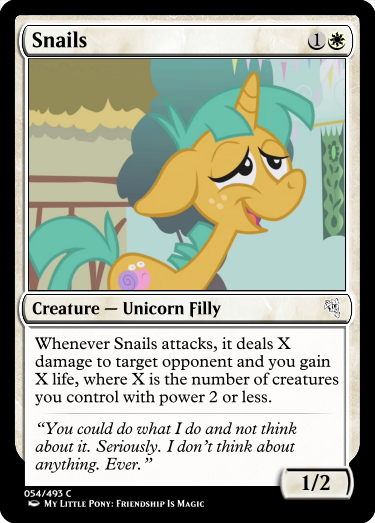 Snails 1
Creature — Unicorn Filly
Whenever Snails attacks, it deals X
damage to target opponent and you gain
X life, where X is the number of creatures
you control with power 2 or less.
“You could do what I do and not think
about it. Seriously. I don’t think about
anything. Ever.”
1/2
054/493 C
My Little Pony: Friendship Is Magic